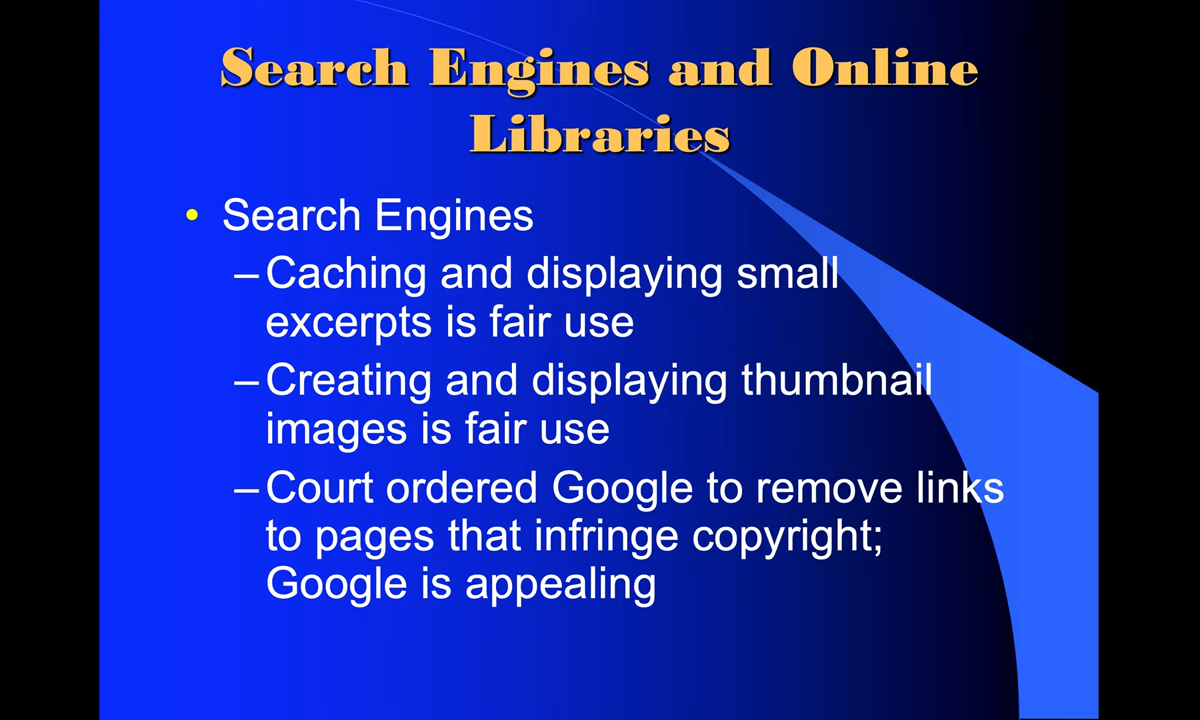 Search Engines and Online
Libraries
• Search Engines
–Caching and displaying small
excerpts is fair use
–Creating and displaying thumbnail
images is fair use
–Court ordered Google to remove links
to pages that infringe copyright;
Google is appealing